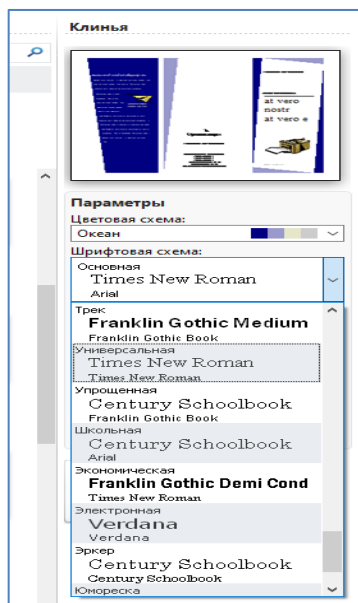 Клинья
at vero
nostr
at vero e
Параметры
Цветовая схема:
Океан
Шрифтовая схема:
Основная
Times New Roman
Arial
Трек
Franklin Gothic Medium
Franklin Gothic Book
Универсальная
Times New Roman
Times New Roman
Упрощенная
Century Schoolbook
Franklin Gothic Book
Школьная
Century Schoolbook
Arial
Экономическая
Franklin Gothic Demi Cond
Times New Roman
Электронная
Verdana
Verdana
Эркер
Century Schoolbook
Century Schoolbook
Юмореска